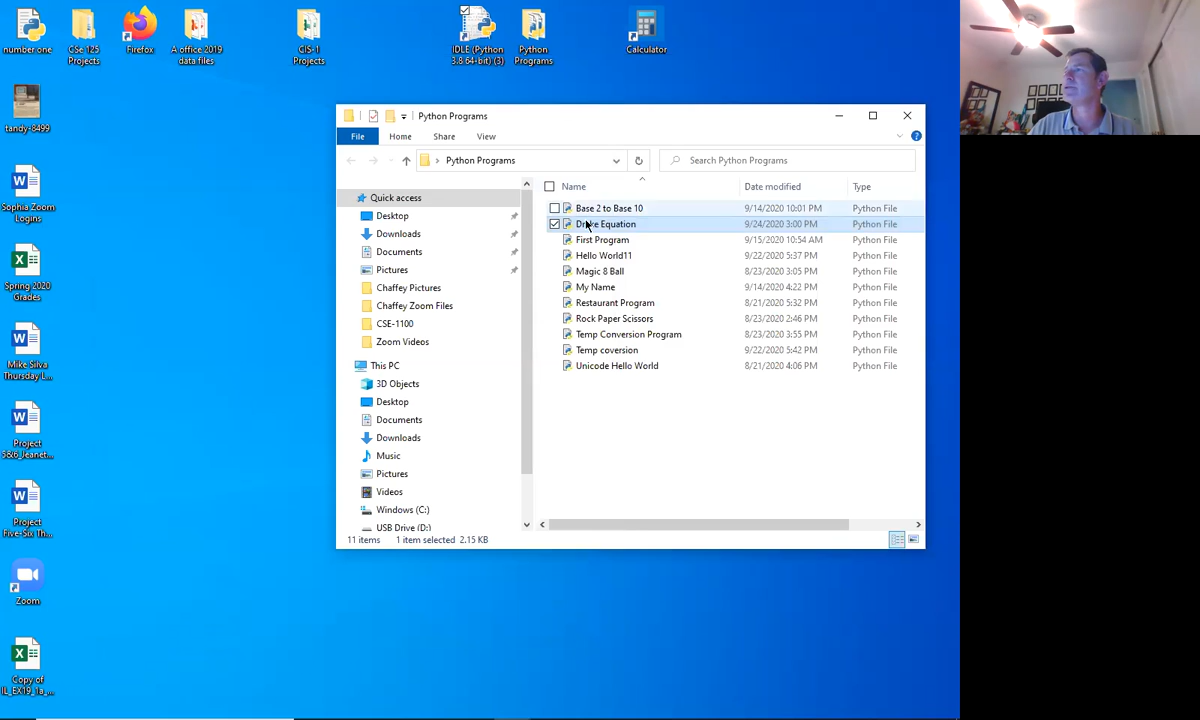 number one
CSe 125
Projects
Firefox
A office 2019
data files
GIS-1
Projects
IDLE (Python
3.8 64-bit) (3)
Python
Programs
Calculator
tandy-8499
Sophia Zoom
Logins
Spring 2020
Grades
Mike Silva
Thursday L...
Project
5&6_Jeanet...
Project
Five-Six Th...
Zoom
Copy of
IL_EX19_1a_...
Python Programs
File Home Share View
Python Programs
Search Python Programs
Name Date modified Type
Quick access
Desktop
Downloads
Documents
Pictures
Chaffey Pictures
Chaffey Zoom Files
CSE-1100
Zoom Videos
This PC
3D Objects
Desktop
Documents
Downloads
Music
Pictures
Videos
Windows (C:)
USB Drive (D:)
Base 2 to Base 10 9/14/2020 10:01 PM Python File
Drake Equation 9/24/2020 3:00 PM Python File
First Program 9/15/2020 10:54 AM Python File
Hello World11 9/22/2020 5:37 PM Python File
Magic 8 Ball 8/23/2020 3:05 PM Python File
My Name 9/14/2020 4:22 PM Python File
Restaurant Program 8/21/2020 5:32 PM Python File
Rock Paper Scissors 8/23/2020 2:46 PM Python File
Temp Conversion Program 8/23/2020 3:55 PM Python File
Temp coversion 9/22/2020 5:42 PM Python File
Unicode Hello World 8/21/2020 4:06 PM Python File
11 items 1 item selected 2.15 KB